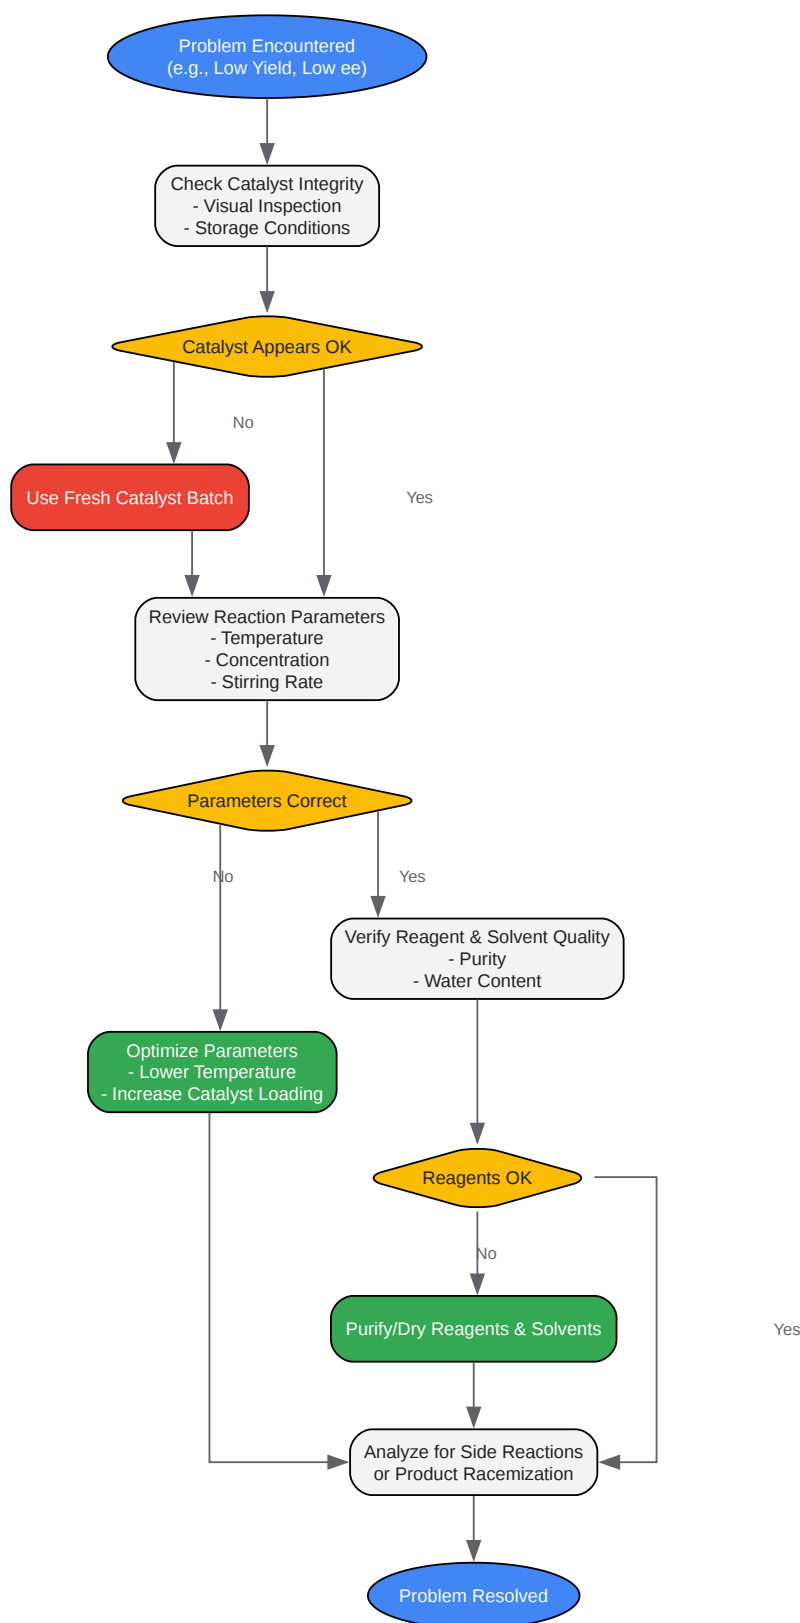 Problem Encountered
(e.g., Low Yield, Low ee)
Check Catalyst Integrity
- Visual Inspection
- Storage Conditions
Catalyst Appears OK
No
Yes
Use Fresh Catalyst Batch
Review Reaction Parameters
- Temperature
- Concentration
- Stirring Rate
Parameters Correct
No
Yes
Verify Reagent & Solvent Quality
- Purity
- Water Content
Optimize Parameters
- Lower Temperature
- Increase Catalyst Loading
Reagents OK
No
Yes
Purify/Dry Reagents & Solvents
Analyze for Side Reactions
or Product Racemization
Problem Resolved